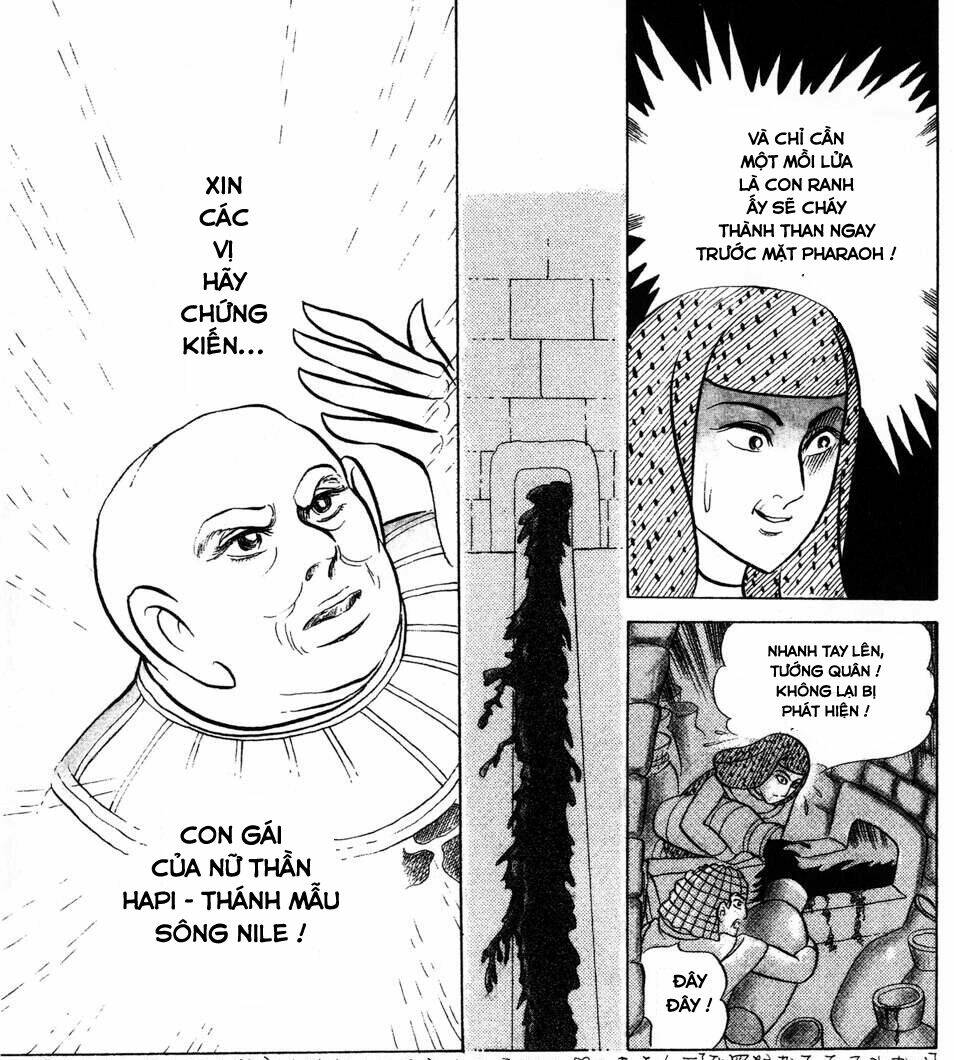 VÀ CHỈ CẦN
MỘT MỒI LỬA
LÀ CON RANH
ẤY SẼ CHÁY
THÀNH THAN NGAY
TRƯỚC MẶT PHARAOH !
NHANH TAY LÊN,
TƯỚNG QUÂN !
KHÔNG LẠI BỊ
PHÁT HIỆN !
ĐÂY
ĐÂY !
XIN
CÁC
VỊ
HÃY
CHỨNG
KIẾN...
CON GÁI
CỦA NỮ THẦN
HAPI - THÁNH MẪU
SÔNG NILE !